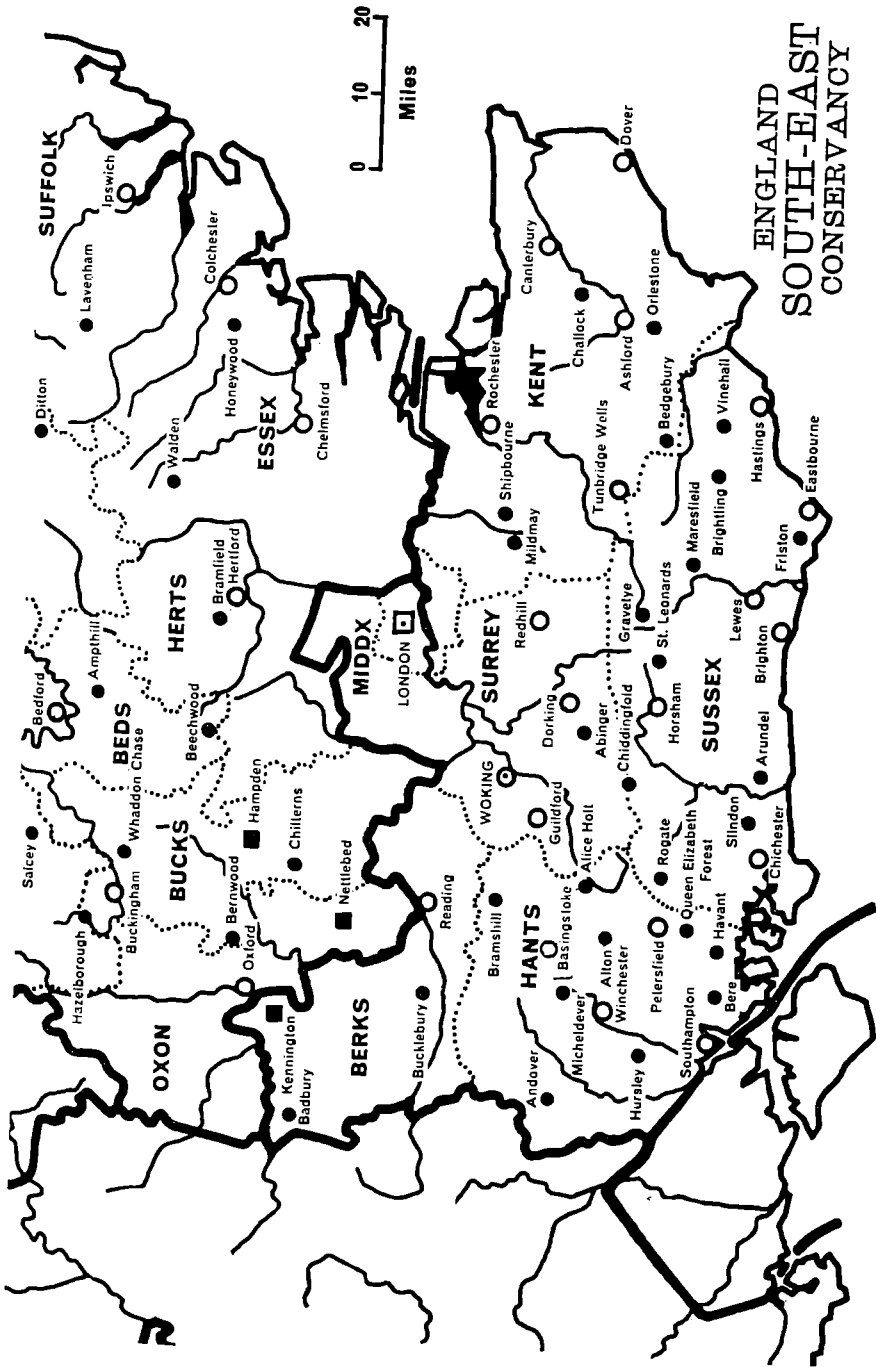 ENGLAND
SOUTH-EAST
CONSERVANCY
0 10 20
Miles
SUFFOLK
Ipswich
Lavenham
Ditton
Colchester
Honeywood
Walden
ESSEX
Chelmsford
HERTS
Bramfield
Hertford
Ampthill
Bedford
BEDS
Beechwood
Whaddon Chase
Salcey
BUCKS
Hampden
Chilterns
Buckingham
Hazelborough
Bernwood
Nettlebed
Oxford
OXON
Kennington
Badbury
BERKS
Bucklebury
Reading
MIDDX
LONDON
SURREY
Redhill
Dorking
Abinger
WOKING
Guildford
Chiddingfold
Mildmay
Shipbourne
Rochester
KENT
Canterbury
Challock
Ashford
Orlestone
Dover
Tunbridge Wells
Bedgebury
Vinehall
Hastings
Brightling
Maresfield
Eastbourne
Friston
Gravetye
St. Leonards
Lewes
Brighton
Horsham
SUSSEX
Arundel
Slindon
Chichester
Bramshill
HANTS
Basingstoke
Alice Holt
Alton
Winchester
Micheldever
Andover
Hursley
Rogate
Petersfield
Queen Elizabeth
Forest
Havant
Bere
Southampton